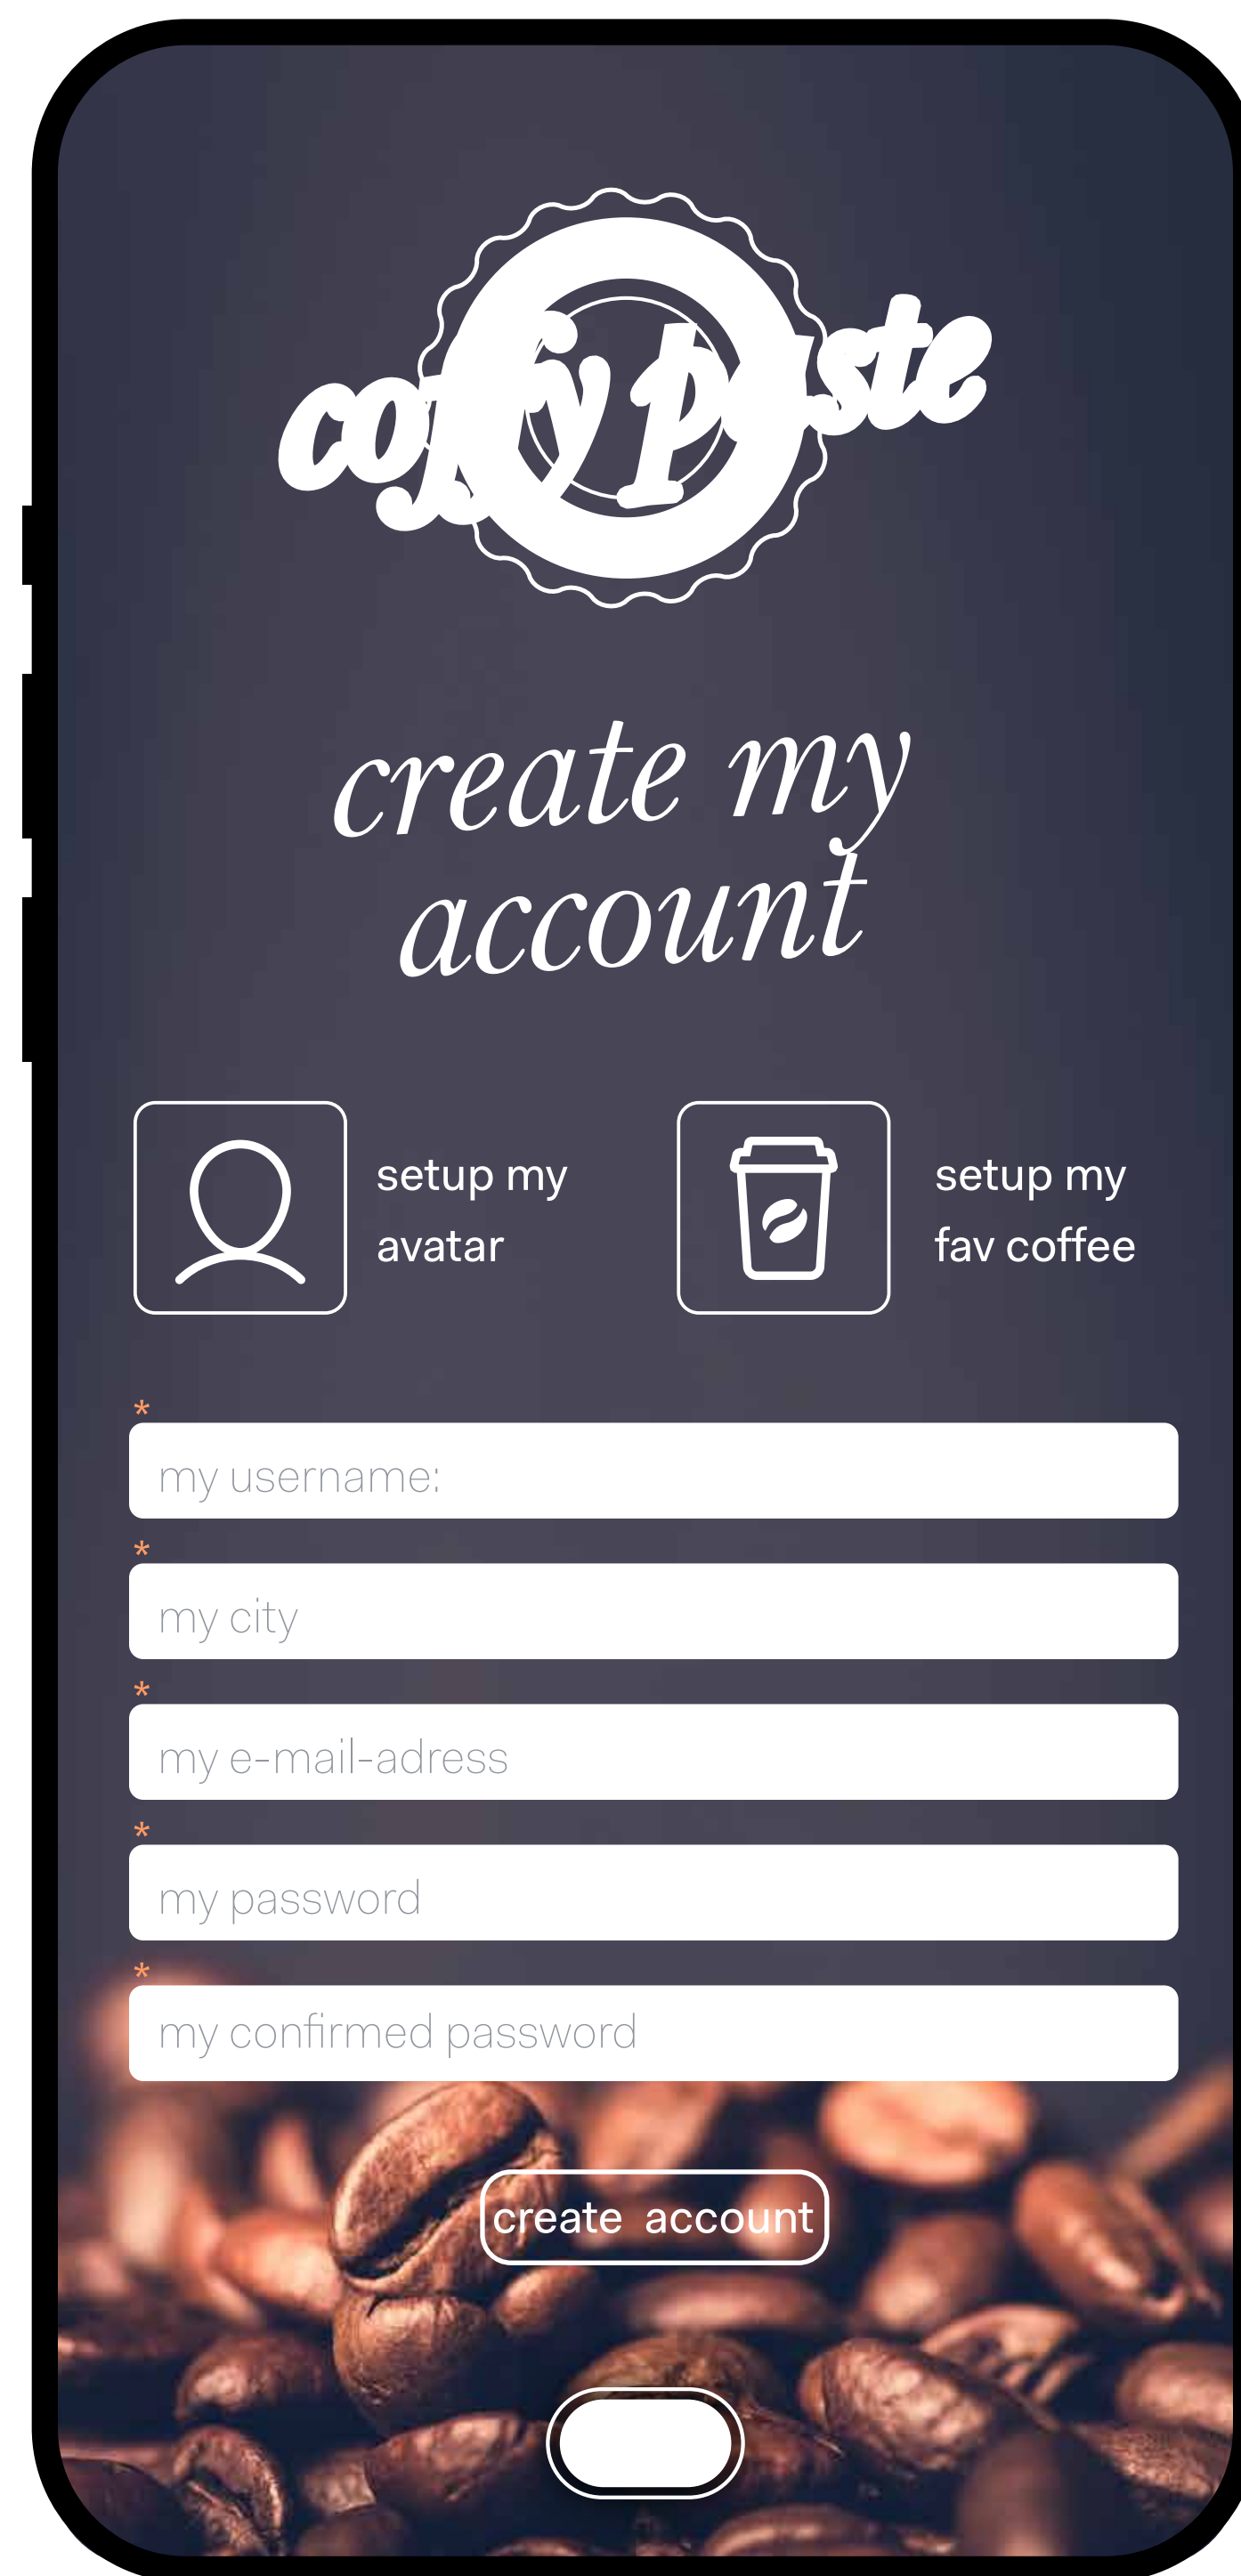 coffy paste
create my
account
setup my
avatar
setup my
fav coffee
*
my username:
*
my city
*
my e-mail-adress
*
my password
*
my confirmed password
create account